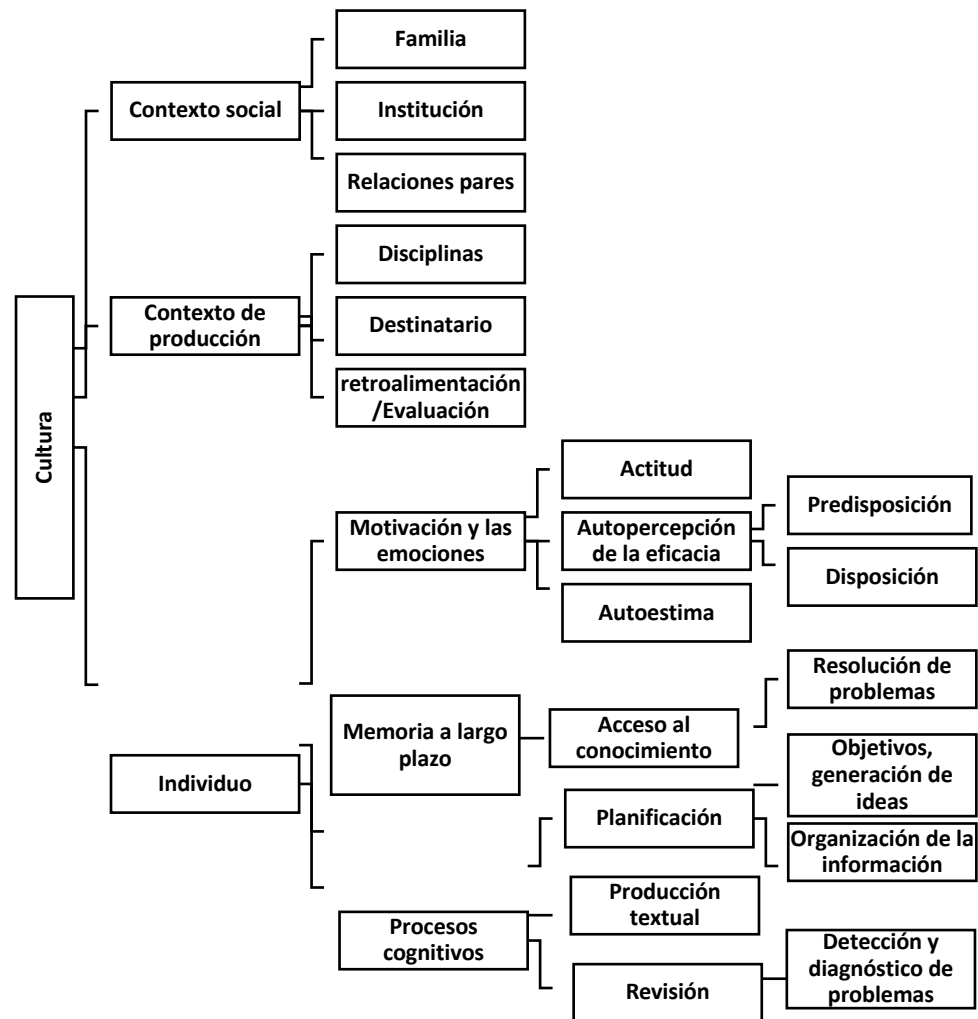 Familia
Contexto social
Institución
Relaciones pares
Disciplinas
Contexto de
producción
Destinatario
retroalimentación
/Evaluación
Cultura
Actitud
Motivación y las
emociones
Autopercepción
de la eficacia
Predisposición
Disposición
Autoestima
Individuo
Memoria a largo
plazo
Acceso al
conocimiento
Resolución de
problemas
Objetivos,
generación de
ideas
Planificación
Organización de la
información
Procesos
cognitivos
Producción
textual
Revisión
Detección y
diagnóstico de
problemas